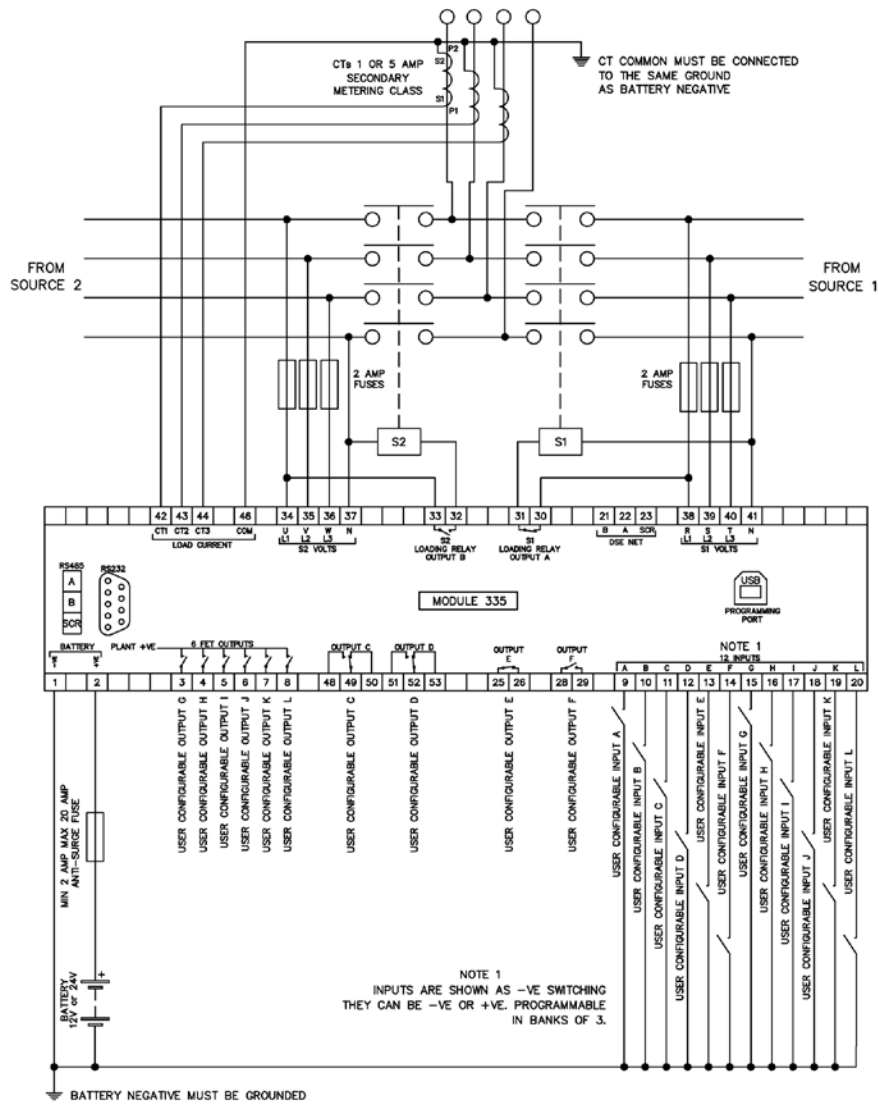 CTs 1 OR 5 AMP
SECONDARY
METERING CLASS
S2
P2
S1
P1
CT COMMON MUST BE CONNECTED
TO THE SAME GROUND
AS BATTERY NEGATIVE
FROM
SOURCE 2
FROM
SOURCE 1
2 AMP
FUSES
2 AMP
FUSES
S2
S1
42 43 44 46 34 35 36 37 33 32 31 30 21 22 23 38 39 40 41
CT1 CT2 CT3 COM
LOAD CURRENT
U V W N
L1 L2 L3
S2 VOLTS
S2
LOADING RELAY
OUTPUT B
S1
LOADING RELAY
OUTPUT A
B A SCR
DSE NET
R S T N
L1 L2 L3
S1 VOLTS
RS485
A
B
SCR
RS232
MODULE 335
USB
PROGRAMMING
PORT
BATTERY
-VE
+VE
PLANT +VE
6 FET OUTPUTS
OUTPUT C
OUTPUT D
OUTPUT
E
OUTPUT
F
NOTE 1
12 INPUTS
A B C D E F G H I J K L
1 2 3 4 5 6 7 8 48 49 50 51 52 53 25 26 28 29 9 10 11 12 13 14 15 16 17 18 19 20
MIN 2 AMP MAX 20 AMP
ANTI-SURGE FUSE
BATTERY
12V or 24V
+
USER CONFIGURABLE OUTPUT G
USER CONFIGURABLE OUTPUT H
USER CONFIGURABLE OUTPUT I
USER CONFIGURABLE OUTPUT J
USER CONFIGURABLE OUTPUT K
USER CONFIGURABLE OUTPUT L
USER CONFIGURABLE OUTPUT C
USER CONFIGURABLE OUTPUT D
USER CONFIGURABLE OUTPUT E
USER CONFIGURABLE OUTPUT F
USER CONFIGURABLE INPUT A
USER CONFIGURABLE INPUT B
USER CONFIGURABLE INPUT C
USER CONFIGURABLE INPUT D
USER CONFIGURABLE INPUT E
USER CONFIGURABLE INPUT F
USER CONFIGURABLE INPUT G
USER CONFIGURABLE INPUT H
USER CONFIGURABLE INPUT I
USER CONFIGURABLE INPUT J
USER CONFIGURABLE INPUT K
USER CONFIGURABLE INPUT L
NOTE 1
INPUTS ARE SHOWN AS -VE SWITCHING
THEY CAN BE -VE OR +VE. PROGRAMMABLE
IN BANKS OF 3.
BATTERY NEGATIVE MUST BE GROUNDED